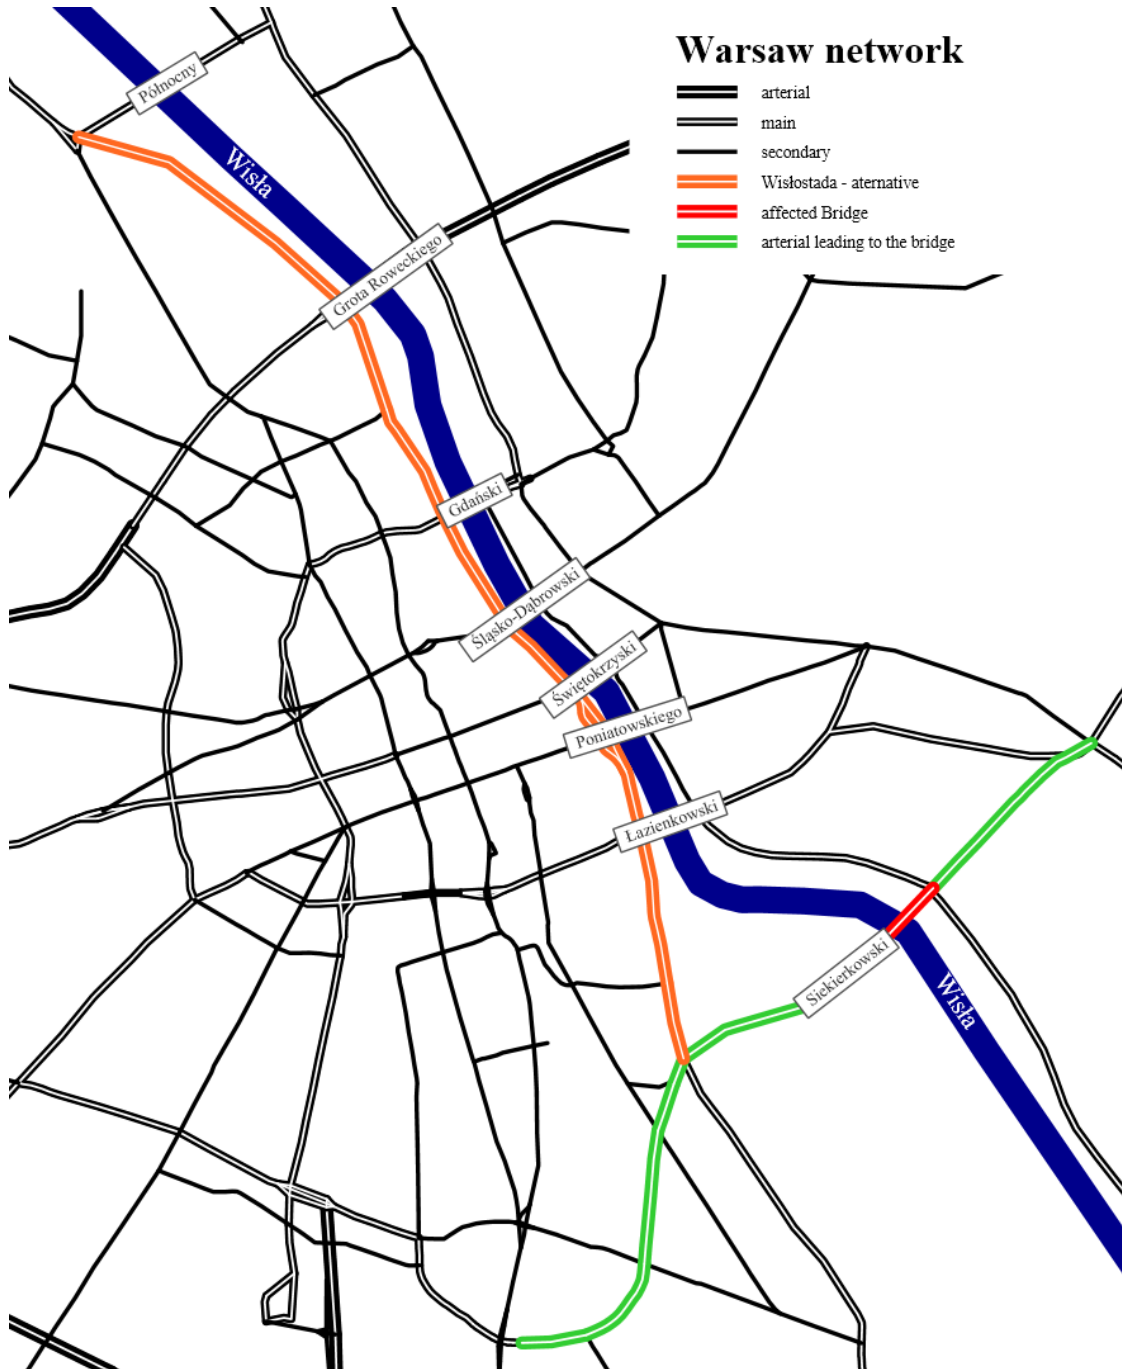 Warsaw network
arterial
main
secondary
Wisłostada - aternative
affected Bridge
arterial leading to the bridge
Północny
Wisła
Grota Roweckiego
Gdański
Śląsko-Dąbrowski
Świętokrzyski
Poniatowskiego
Łazienkowski
Siekierkowski
Wisła